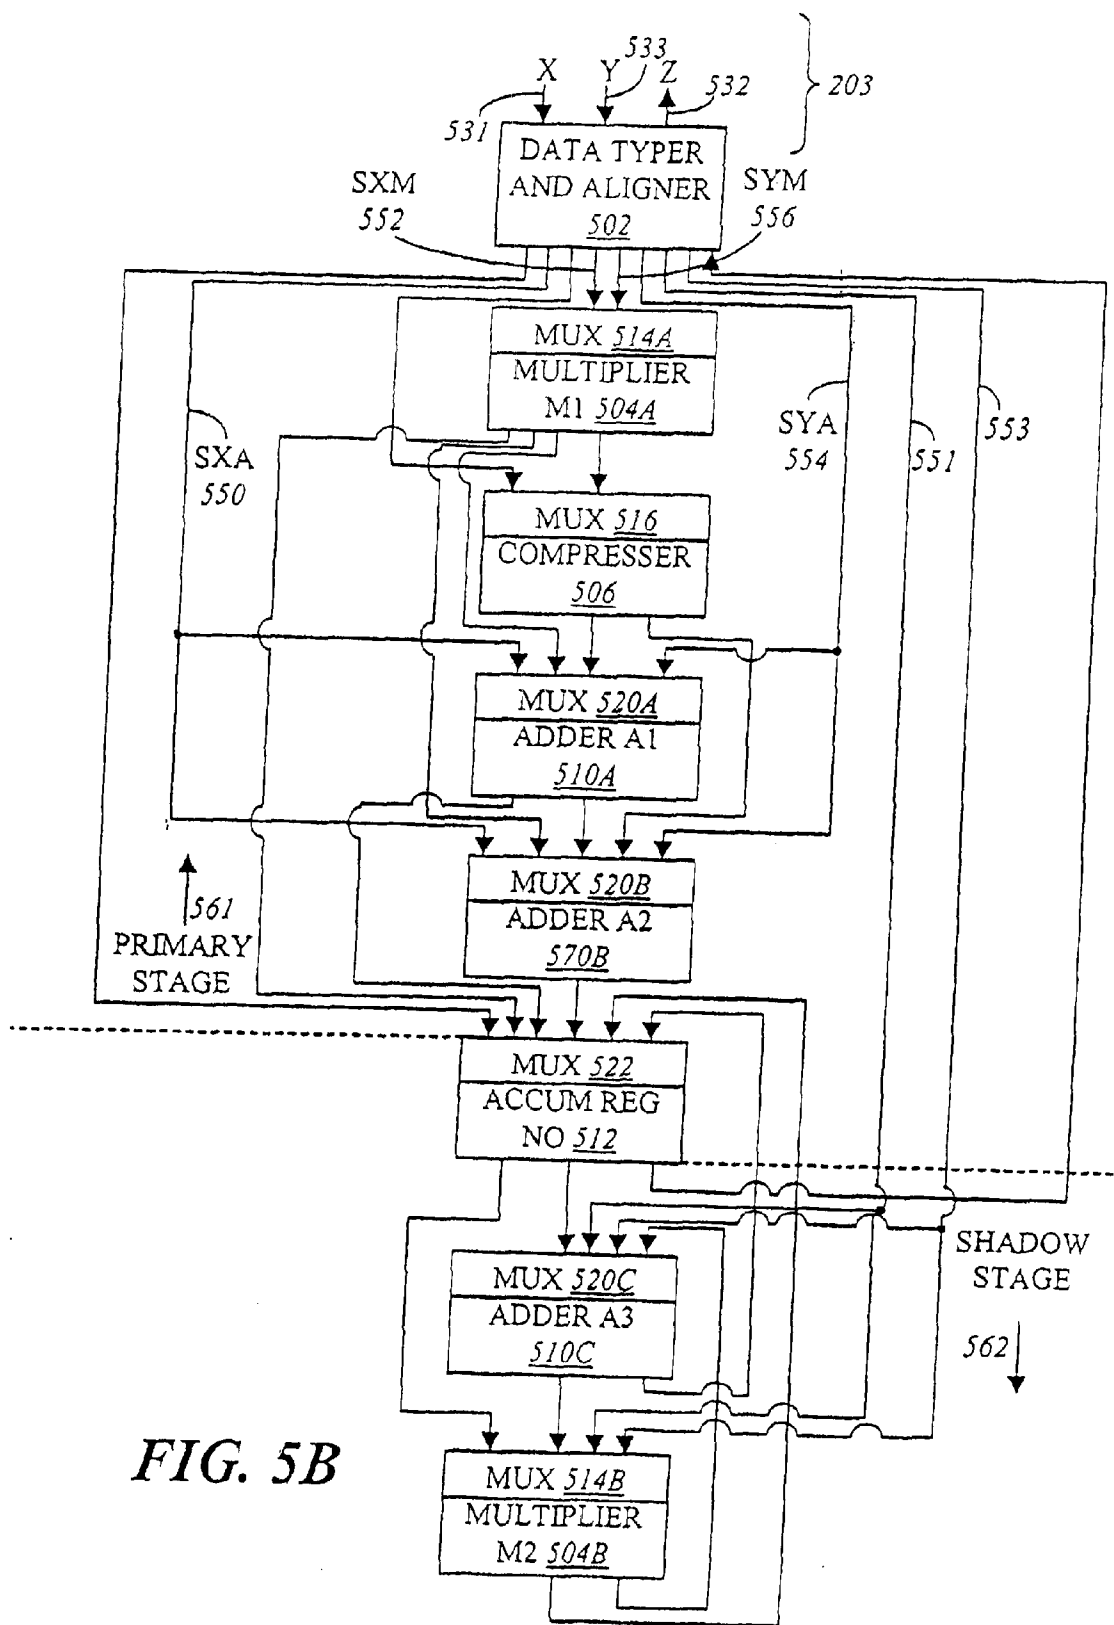 533
X Y Z
532
203
531
DATA TYPER
AND ALIGNER
502
SXM
552
SYM
556
MUX 514A
MULTIPLIER
M1 504A
SXA
550
SYA
554
551
553
MUX 516
COMPRESSER
506
MUX 520A
ADDER A1
510A
MUX 520B
ADDER A2
570B
561
PRIMARY
STAGE
MUX 522
ACCUM REG
NO 512
SHADOW
STAGE
562
MUX 520C
ADDER A3
510C
MUX 514B
MULTIPLIER
M2 504B
FIG. 5B